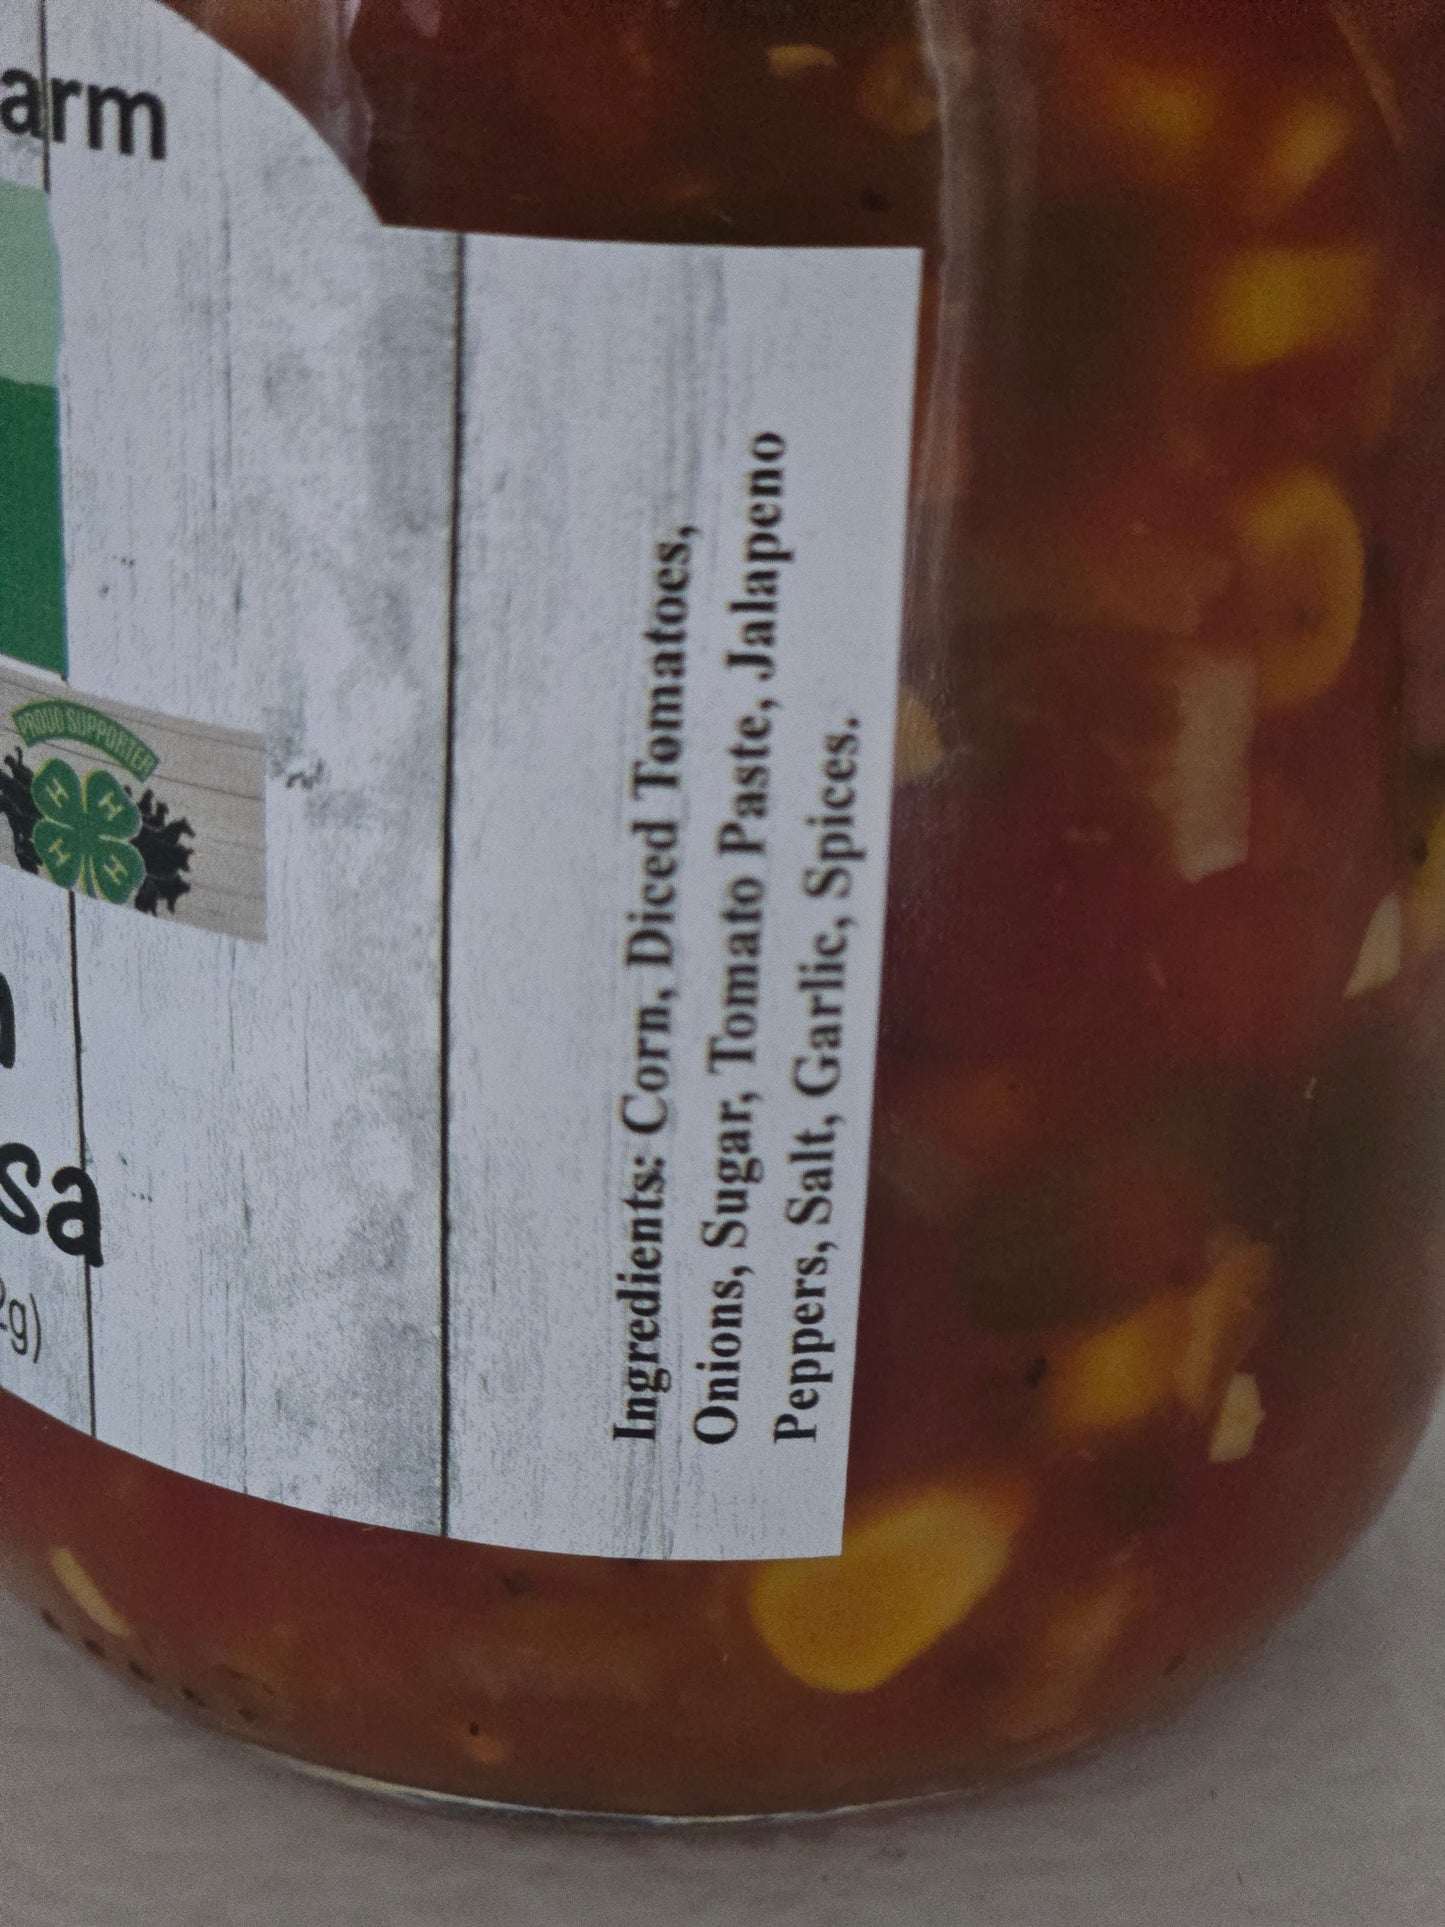 arm
PROUD SUPPORTER
H H
H H
sa
2g)
Ingredients: Corn, Diced Tomatoes,
Onions, Sugar, Tomato Paste, Jalapeno
Peppers, Salt, Garlic, Spices.